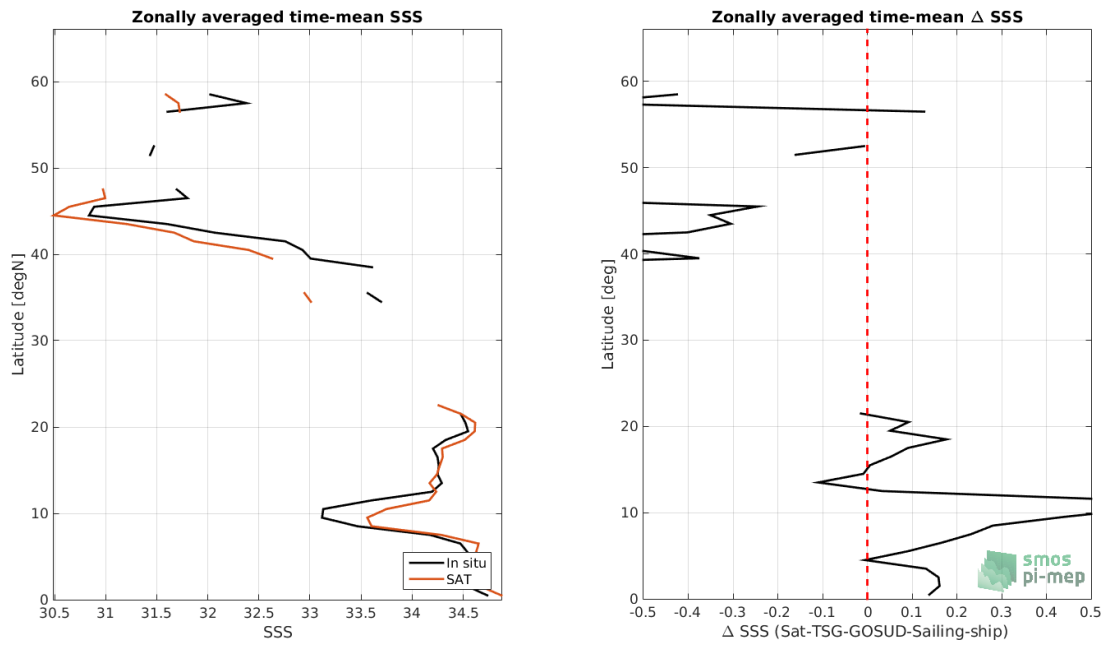 Zonally averaged time-mean SSS
60
50
40
30
20
10
0
Latitude [degN]
30.5 31 31.5 32 32.5 33 33.5 34 34.5
SSS
In situ
SAT
Zonally averaged time-mean Δ SSS
60
50
40
30
20
10
0
Latitude [deg]
-0.5 -0.4 -0.3 -0.2 -0.1 0 0.1 0.2 0.3 0.4 0.5
Δ SSS (Sat-TSG-GOSUD-Sailing-ship)
smos
pi-mep